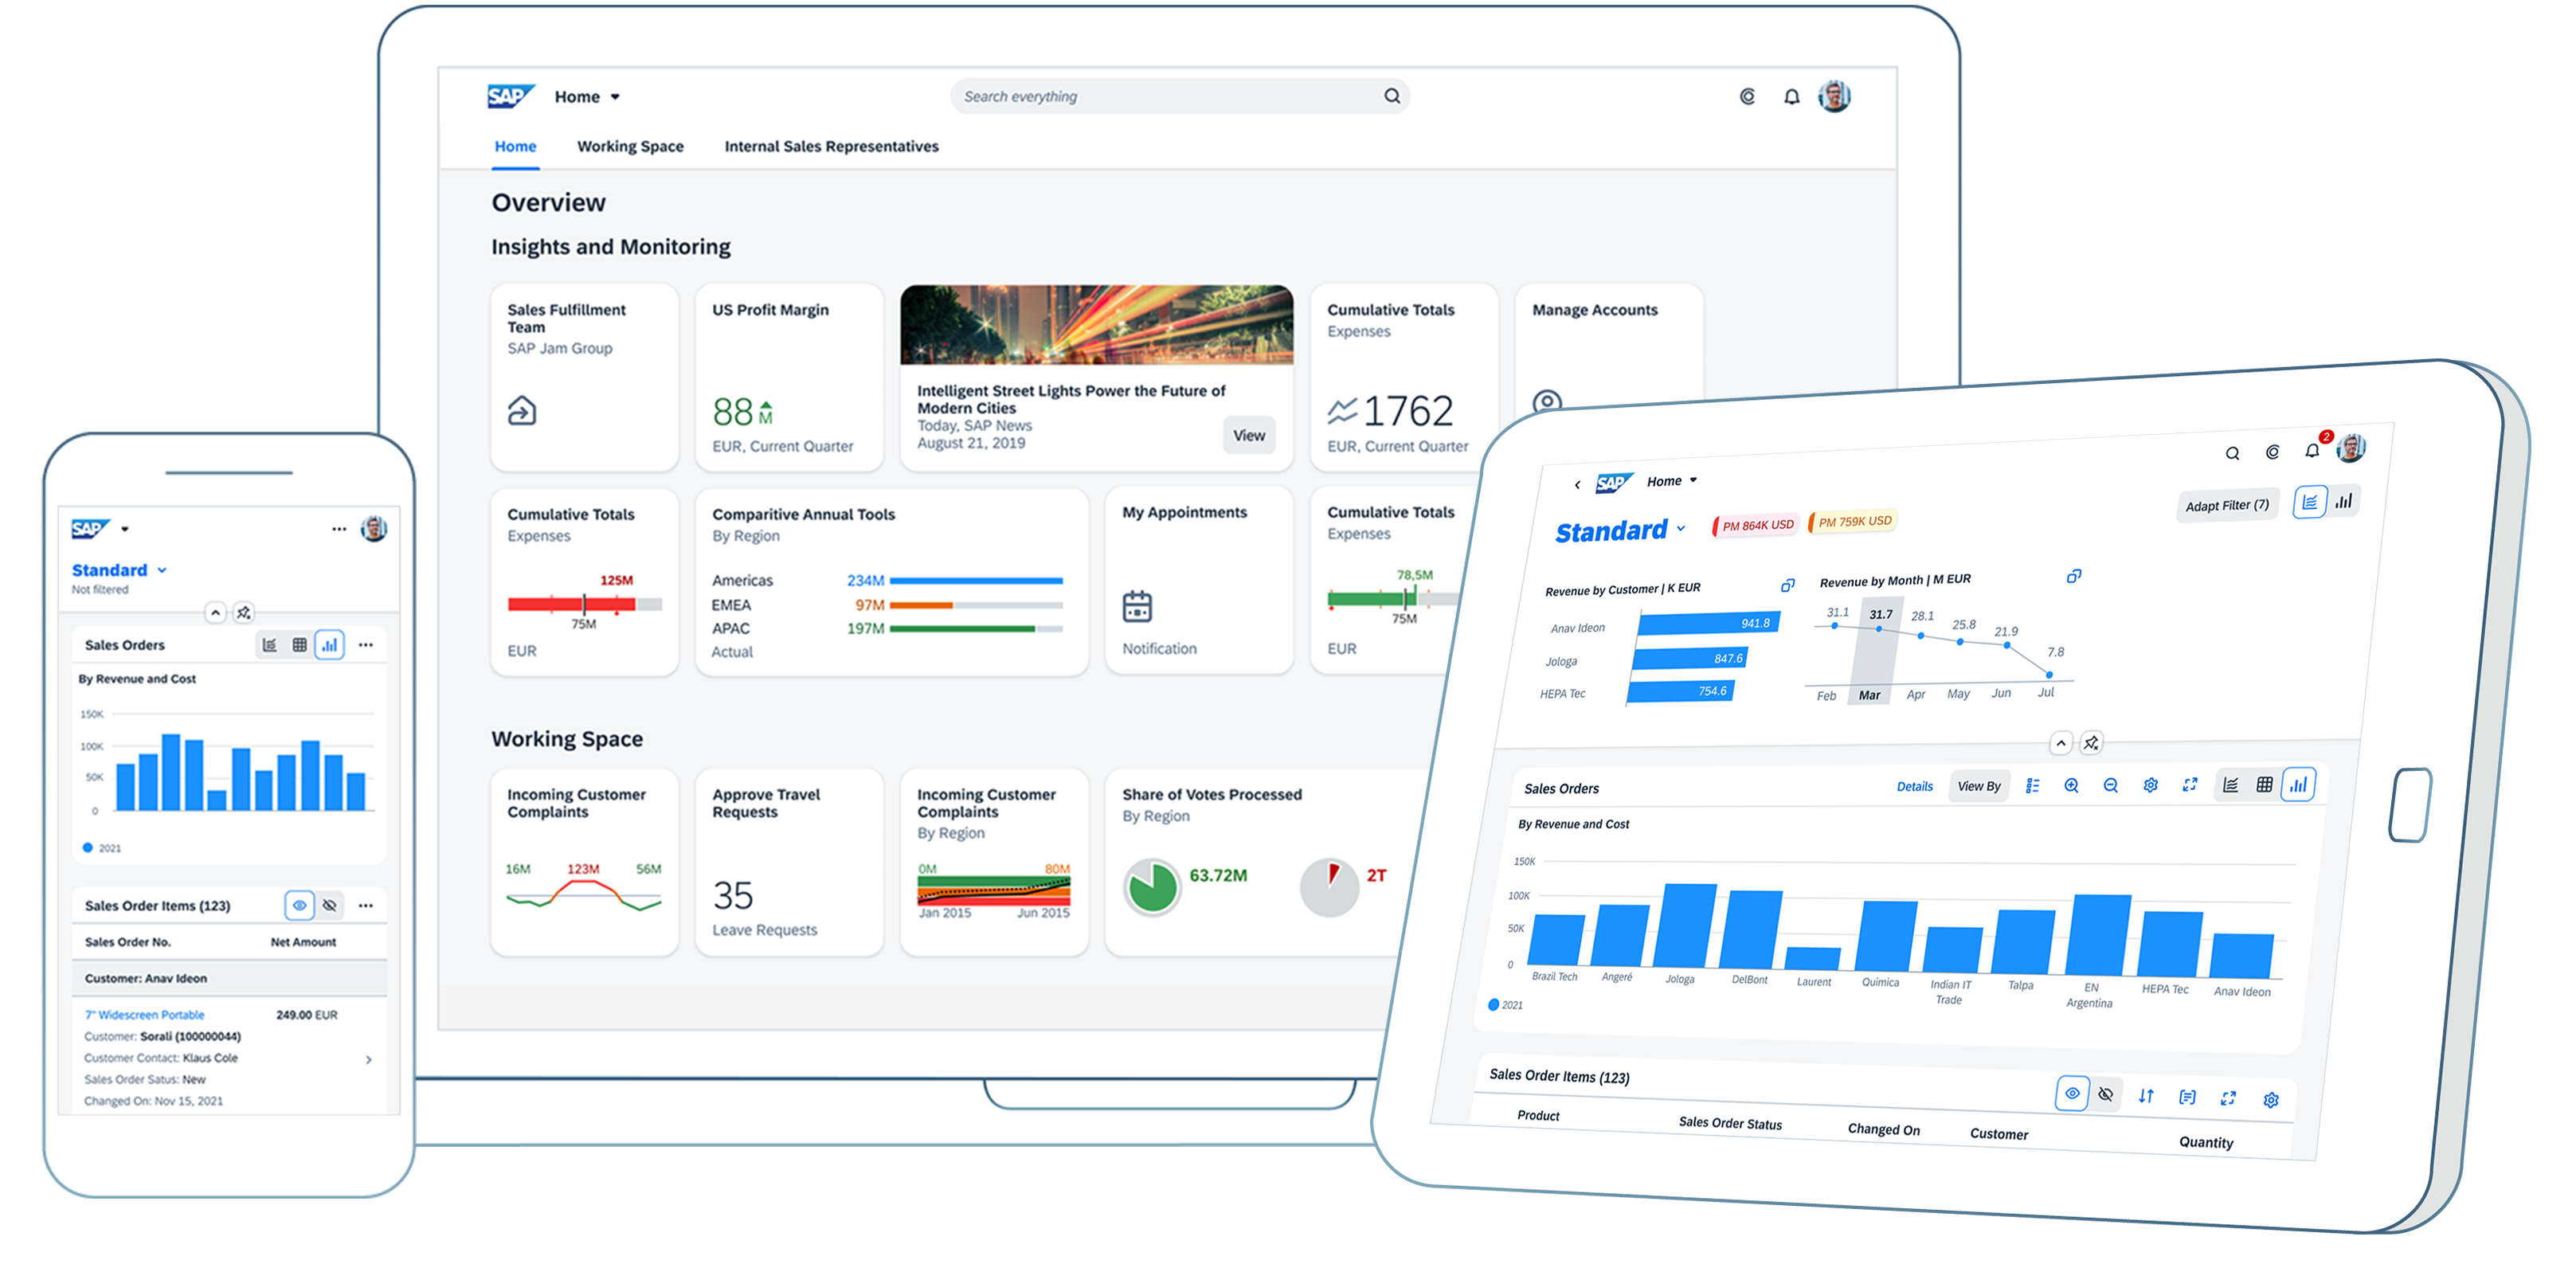 SAP
Home
Search everything
Home
Working Space
Internal Sales Representatives
Overview
Insights and Monitoring
Sales Fulfillment
Team
SAP Jam Group
US Profit Margin
88
M
EUR, Current Quarter
Intelligent Street Lights Power the Future of
Modern Cities
Today, SAP News
August 21, 2019
View
Cumulative Totals
Expenses
1762
EUR, Current Quarter
Manage Accounts
Cumulative Totals
Expenses
125M
75M
EUR
Comparitive Annual Tools
By Region
Americas 234M
EMEA 97M
APAC 197M
Actual
My Appointments
Notification
Cumulative Totals
Expenses
78,5M
75M
EUR
Working Space
Incoming Customer
Complaints
16M 123M 56M
Approve Travel
Requests
35
Leave Requests
Incoming Customer
Complaints
By Region
0M 80M
Jan 2015 Jun 2015
Share of Votes Processed
By Region
63.72M
2T
SAP
Standard
Not filtered
Sales Orders
By Revenue and Cost
150K
100K
50K
0
2021
Sales Order Items (123)
Sales Order No. Net Amount
Customer: Anav Ideon
7" Widescreen Portable 249.00 EUR
Customer: Sorali (100000044)
Customer Contact: Klaus Cole
Sales Order Satus: New
Changed On: Nov 15, 2021
SAP
Home
2
Standard
PM 864K USD
PM 759K USD
Adapt Filter (7)
Revenue by Customer | K EUR
Anav Ideon 941.8
Jologa 847.6
HEPA Tec 754.6
Revenue by Month | M EUR
31.1 31.7 28.1 25.8 21.9 7.8
Feb Mar Apr May Jun Jul
Sales Orders
Details
View By
By Revenue and Cost
150K
100K
50K
0
Brazil Tech Angeré Jologa DelBont Laurent Quimica Indian IT Talpa EN HEPA Tec Anav Ideon
Trade Argentina
2021
Sales Order Items (123)
Product Sales Order Status Changed On Customer Quantity